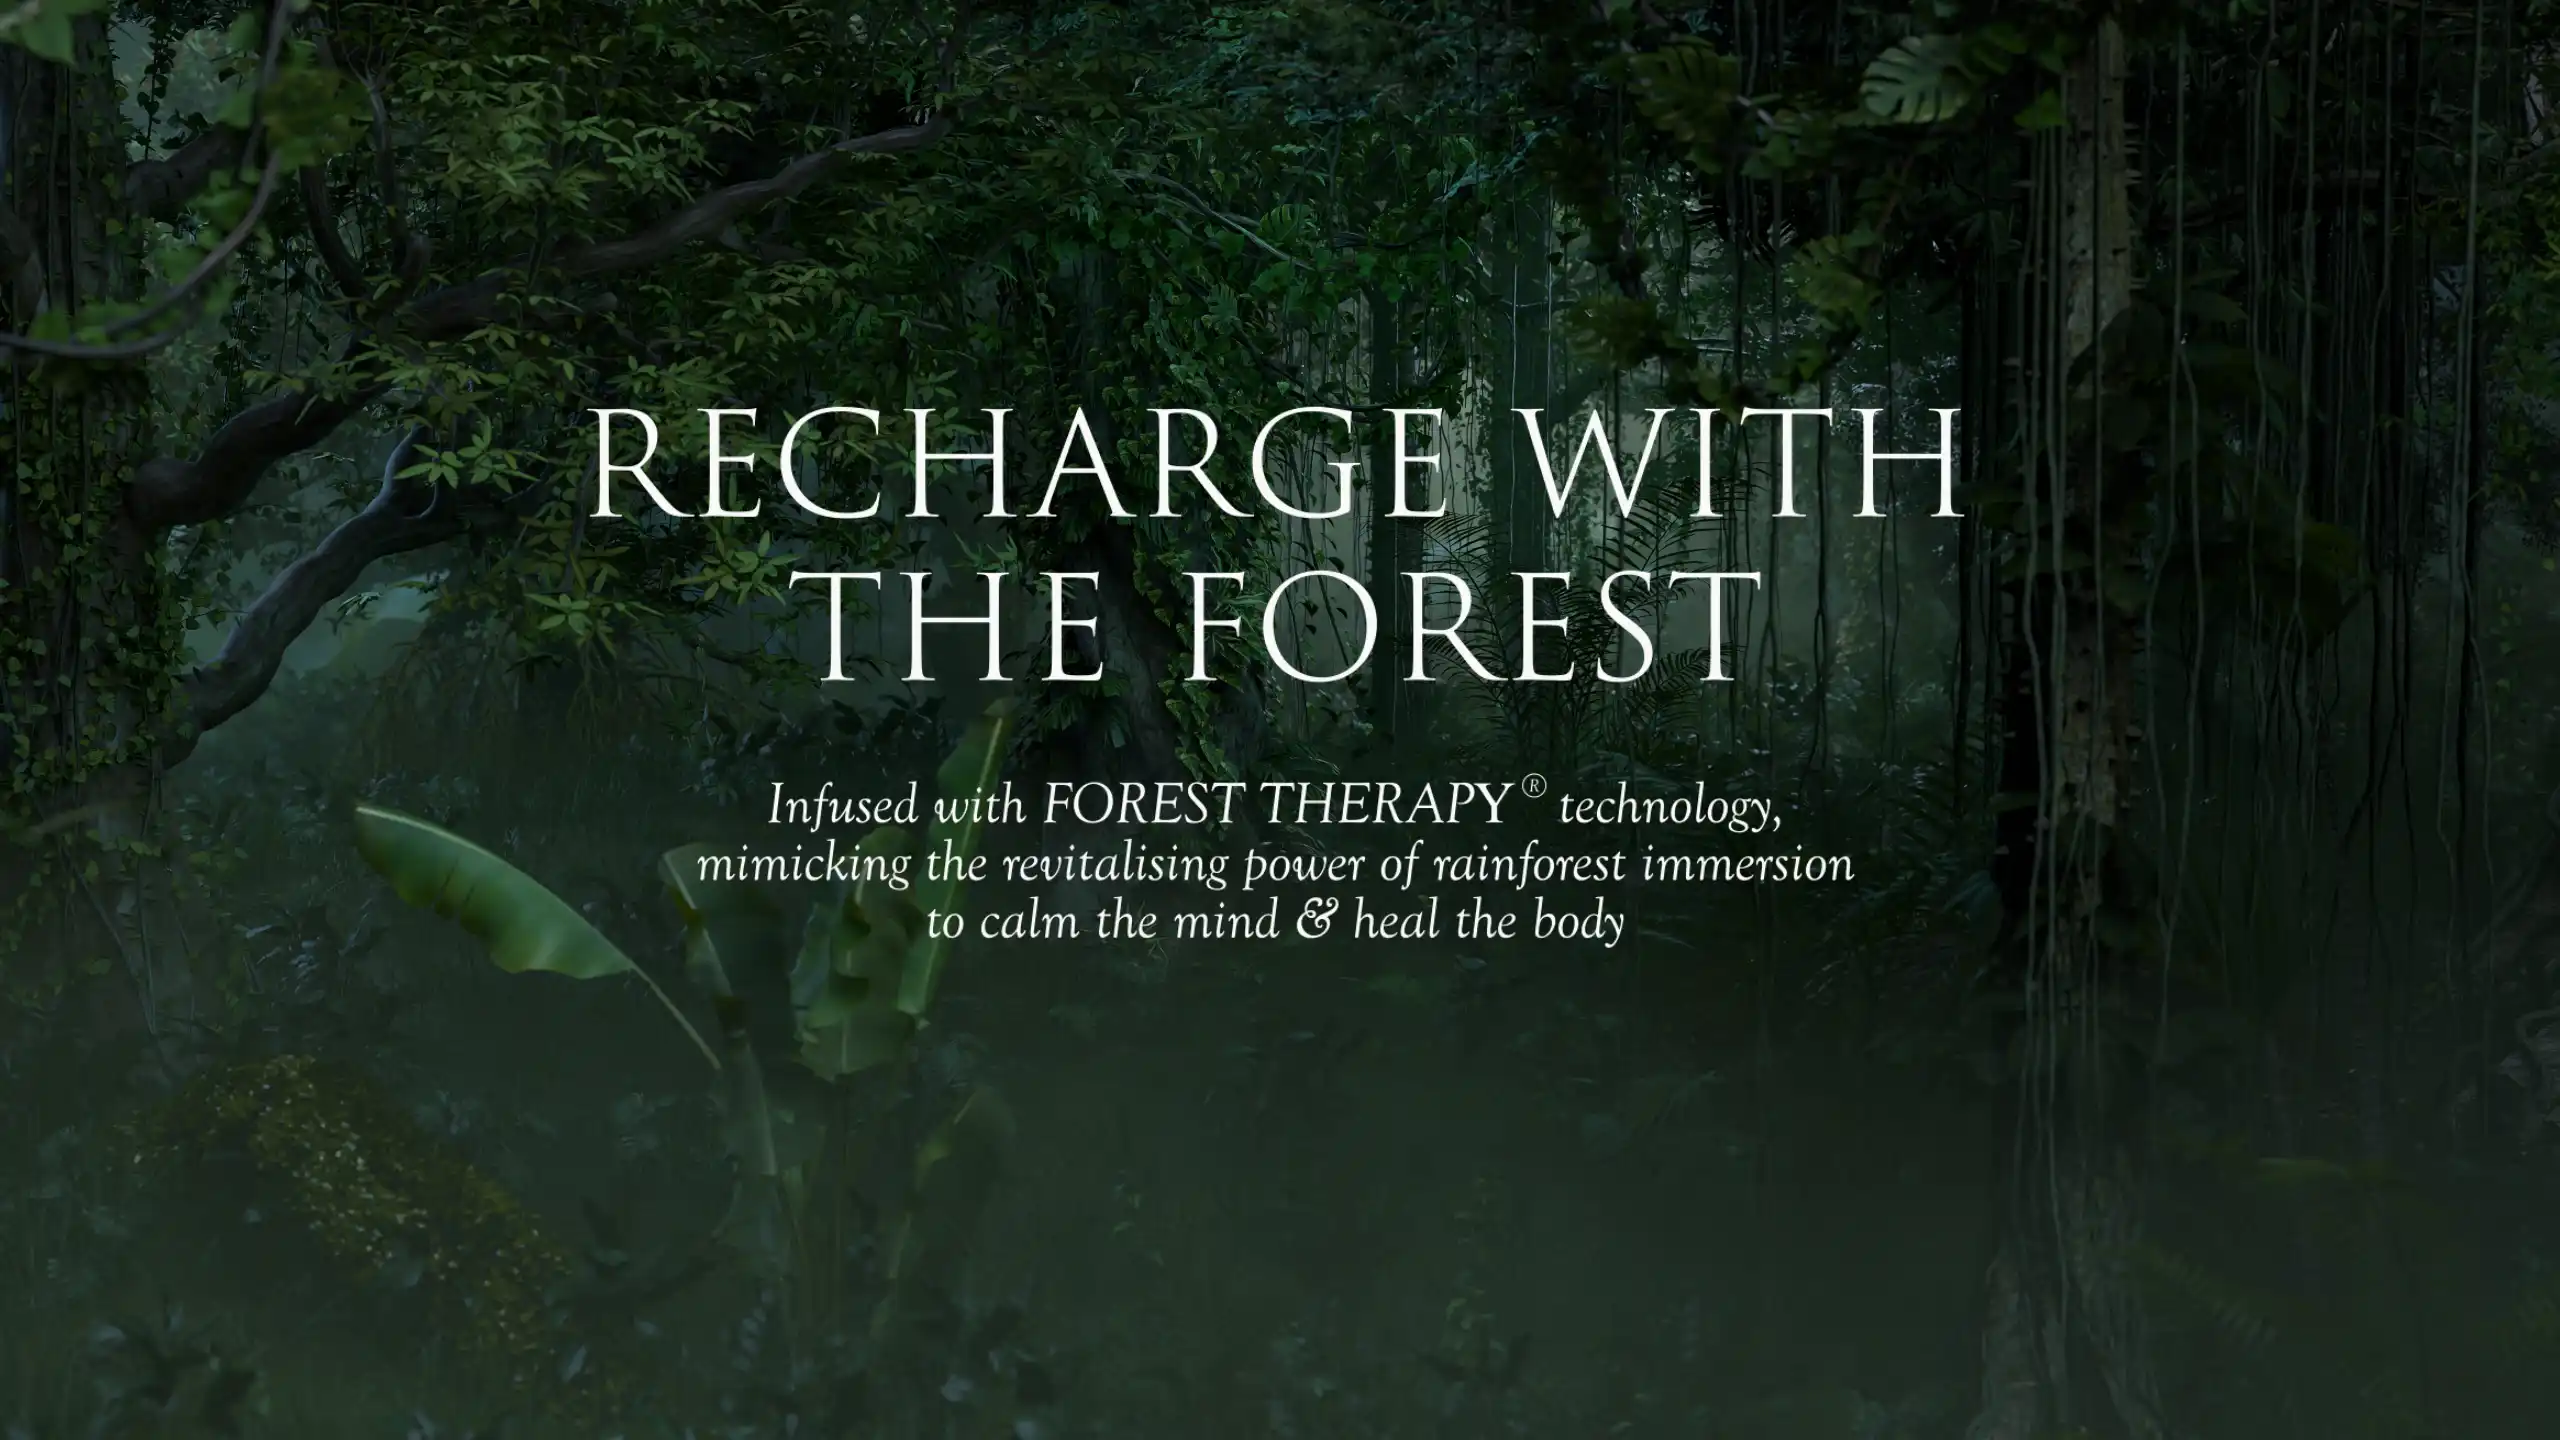 RECHARGE WITH
THE FOREST
Infused with FOREST THERAPY® technology,
mimicking the revitalising power of rainforest immersion
to calm the mind & heal the body